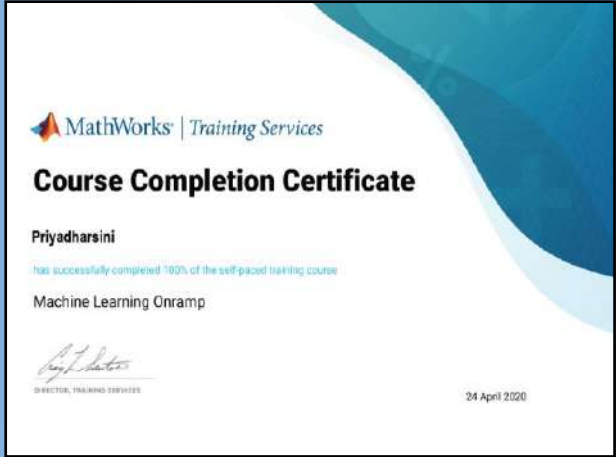 MathWorks® | Training Services
Course Completion Certificate
Priyadharsini
has successfully completed 100% of the self-paced training course
Machine Learning Onramp
DIRECTOR, TRAINING SERVICES
24 April 2020